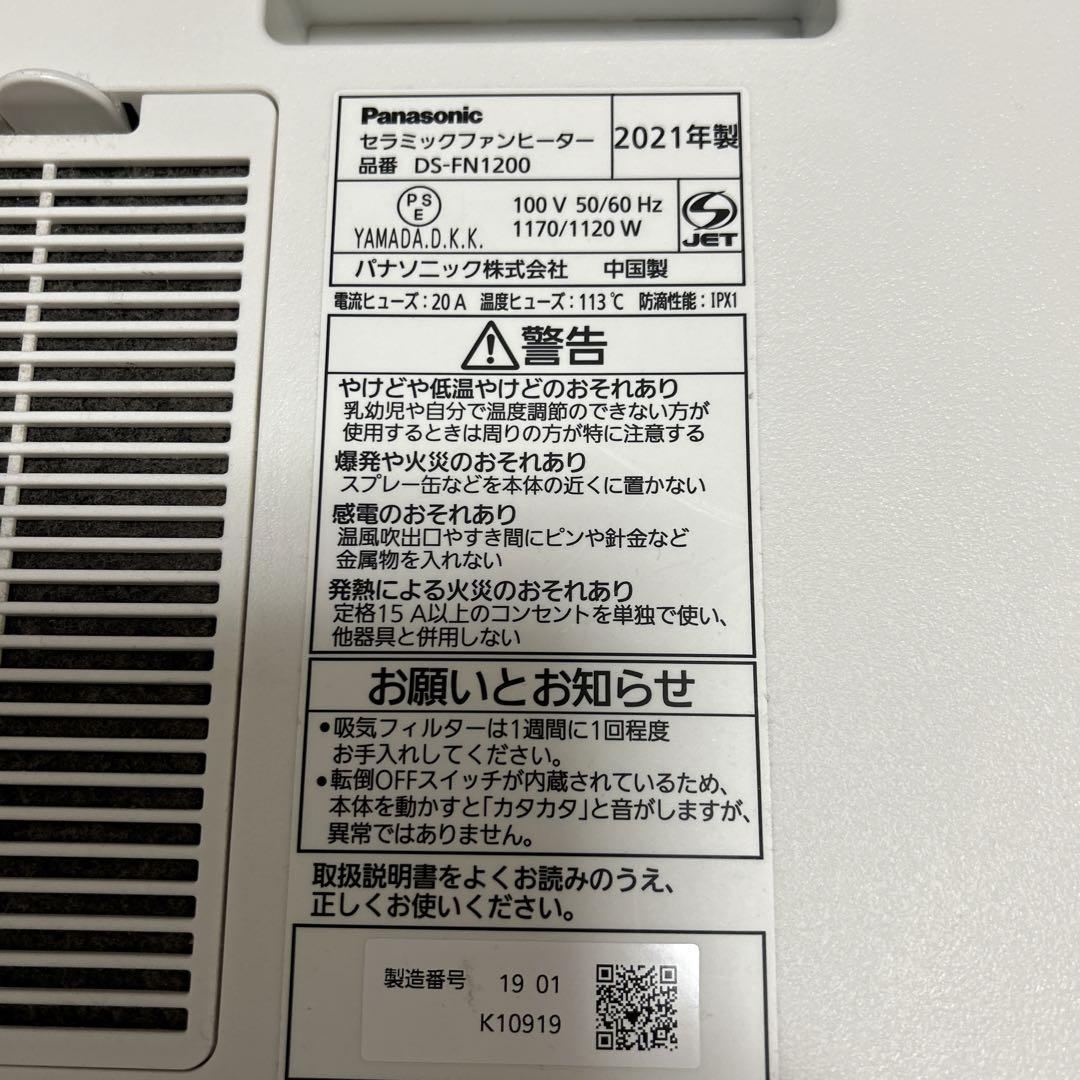 Panasonic
セラミックファンヒーター
品番 DS-FN1200
2021年製
PSE
YAMADA.D.K.K.
100 V 50/60 Hz
1170/1120 W
JET
パナソニック株式会社 中国製
電流ヒューズ：20 A 温度ヒューズ：113℃ 防滴性能：IPX1
警告
やけどや低温やけどのおそれあり
乳幼児や自分で温度調節のできない方が
使用するときは周りの方が特に注意する
爆発や火災のおそれあり
スプレー缶などを本体の近くに置かない
感電のおそれあり
温風吹出口やすき間にピンや針金など
金属物を入れない
発熱による火災のおそれあり
定格15 A以上のコンセントを単独で使い、
他器具と併用しない
お願いとお知らせ
•吸気フィルターは1週間に1回程度
お手入れしてください。
•転倒OFFスイッチが内蔵されているため、
本体を動かすと「カタカタ」と音がしますが、
異常ではありません。
取扱説明書をよくお読みのうえ、
正しくお使いください。
製造番号 19 01
K10919